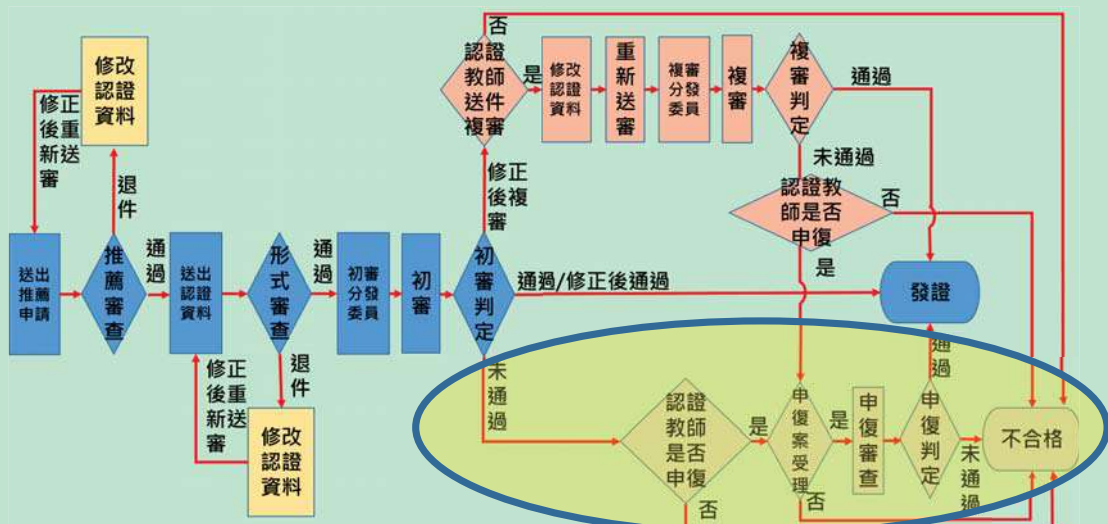 修改
認證
資料
修正
後重
新送
審
退件
送出
推薦
申請
推薦審查
通過
送出
認證
資料
形式審查
通過
退件
修正
後重
新送
審
修改
認證
資料
初審
分發
委員
初審
初審判定
修正
後複
審
認證
教師
送件
複審
否
是
修改
認證
資料
重新送審
複審
分發
委員
複審
複審判定
通過
未通過
認證教
師是否
申復
否
是
通過/修正後通過
發證
未通過
認證
教師
是否
申復
是
否
申復案受理
是
否
申復審查
申復判定
通過
未通過
不合格